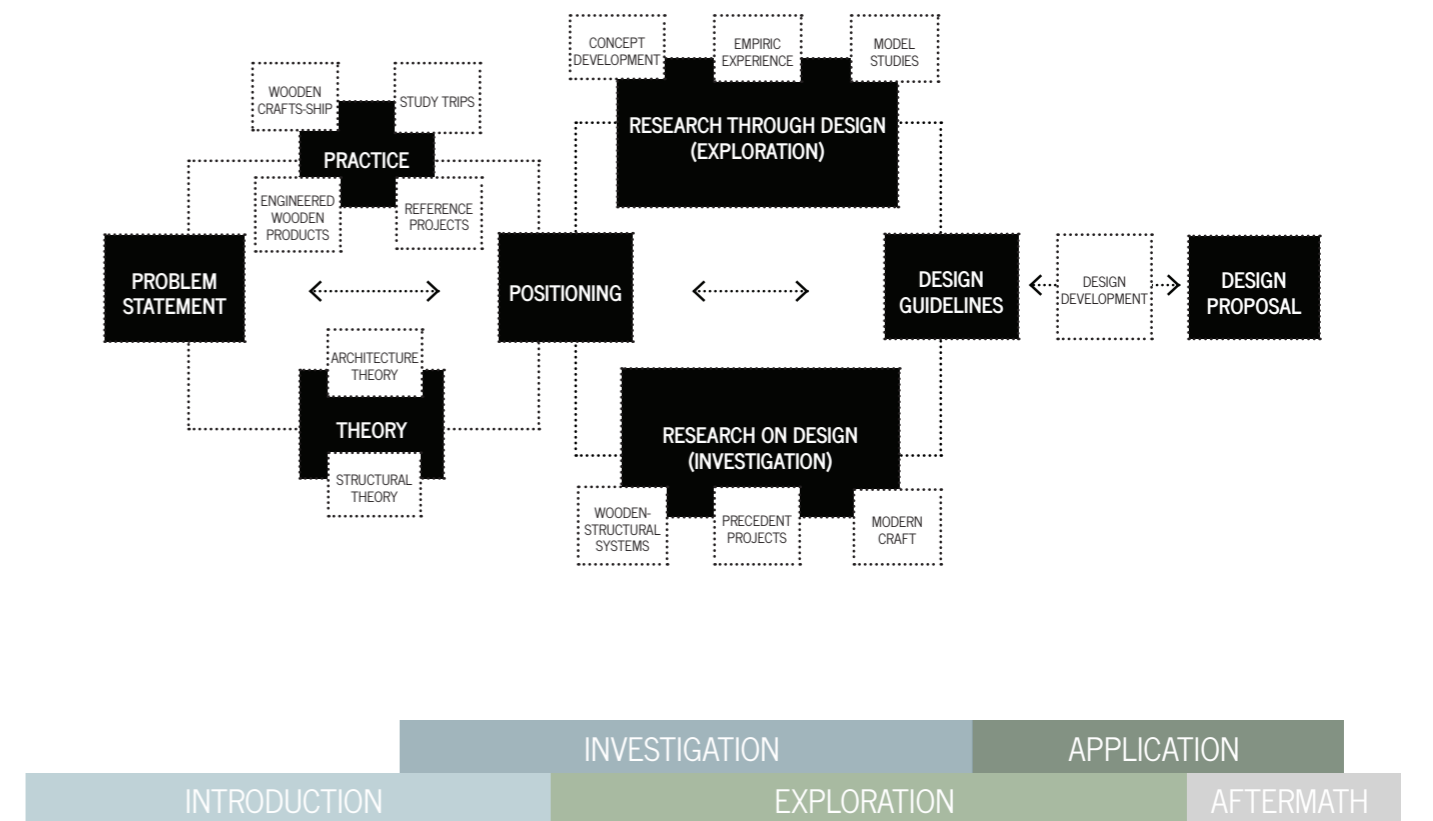 CONCEPT
DEVELOPMENT
EMPIRIC
EXPERIENCE
MODEL
STUDIES
RESEARCH THROUGH DESIGN
(EXPLORATION)
WOODEN
CRAFTS-SHIP
STUDY TRIPS
PRACTICE
ENGINEERED
WOODEN
PRODUCTS
REFERENCE
PROJECTS
PROBLEM
STATEMENT
POSITIONING
DESIGN
GUIDELINES
DESIGN
DEVELOPMENT
DESIGN
PROPOSAL
ARCHITECTURE
THEORY
THEORY
STRUCTURAL
THEORY
RESEARCH ON DESIGN
(INVESTIGATION)
WOODEN-
STRUCTURAL
SYSTEMS
PRECEDENT
PROJECTS
MODERN
CRAFT
INVESTIGATION
APPLICATION
INTRODUCTION
EXPLORATION
AFTERMATH